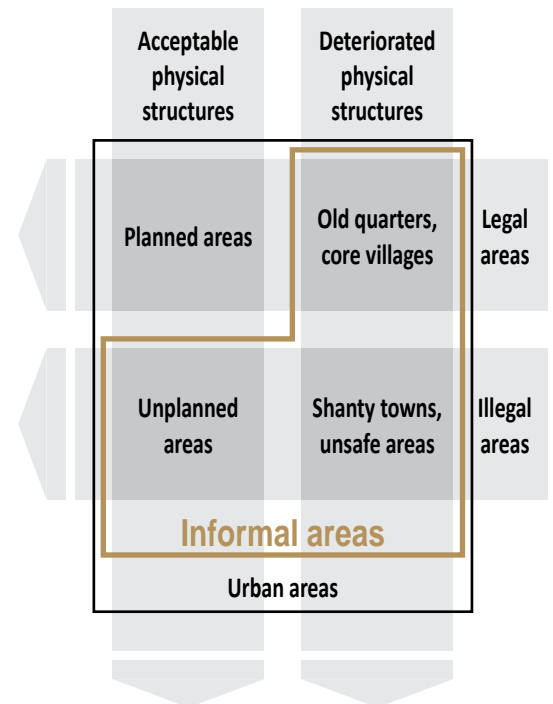 Acceptable
physical
structures
Deteriorated
physical
structures
Planned areas
Old quarters,
core villages
Legal
areas
Unplanned
areas
Shanty towns,
unsafe areas
Illegal
areas
Informal areas
Urban areas